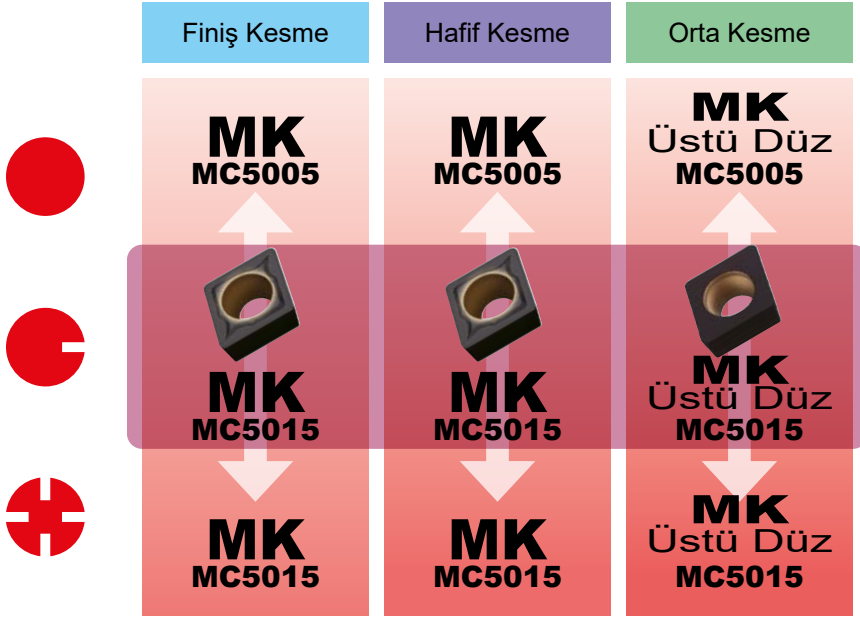 Finiş Kesme
Hafif Kesme
Orta Kesme
MK
MC5005
MK
MC5005
MK
Üstü Düz
MC5005
MK
MC5015
MK
MC5015
MK
Üstü Düz
MC5015
MK
MC5015
MK
MC5015
MK
Üstü Düz
MC5015